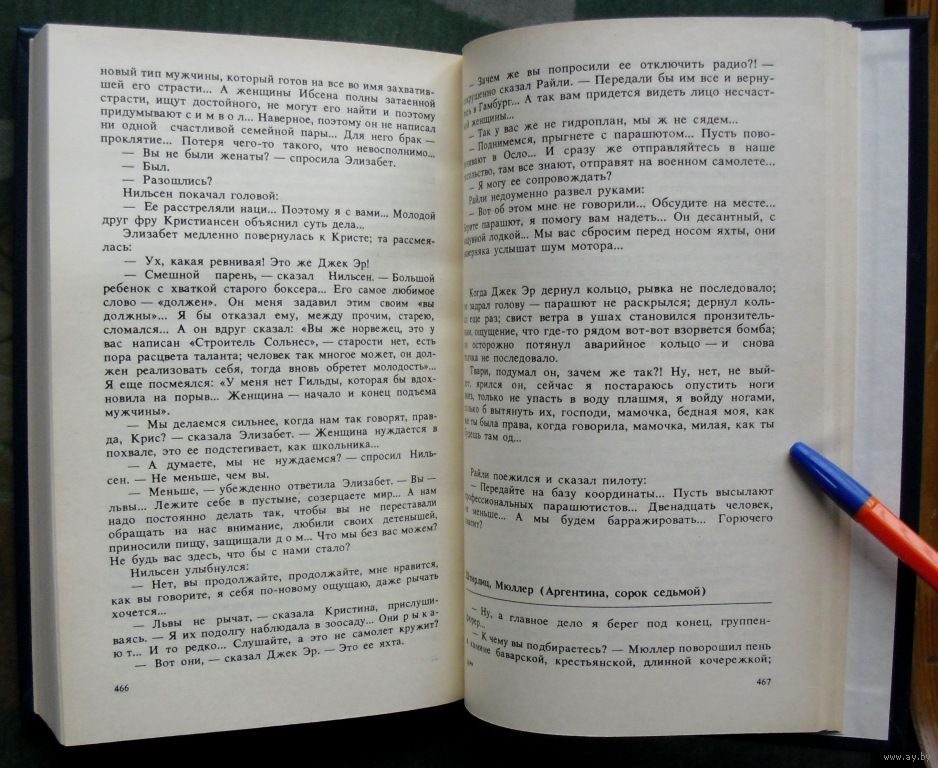 новый тип мужчины, который готов на все во имя захватив-
шей его страсти... А женщины Ибсена полны затаенной
страсти, ищут достойного, не могут его найти и поэтому
придумывают с и м в о л... Наверное, поэтому он не написал
ни одной счастливой семейной пары... Для него брак —
проклятие... Потеря чего-то такого, что невосполнимо...
— Вы не были женаты? — спросила Элизабет.
— Был.
— Разошлись?
Нильсен покачал головой:
— Ее расстреляли наци... Поэтому я с вами... Молодой
друг фру Кристиансен объяснил суть дела...
Элизабет медленно повернулась к Кристе; та рассмея-
лась:
— Ух, какая ревнивая! Это же Джек Эр!
— Смешной парень, — сказал Нильсен. — Большой
ребенок с хваткой старого боксера... Его самое любимое
слово — «должен». Он меня задавил этим своим «вы
должны»... Я бы отказал ему, между прочим, старею,
сломался... А он вдруг сказал: «Вы же норвежец, это у
вас написан «Строитель Сольнес», — старости нет, есть
пора расцвета таланта; человек так многое может, он дол-
жен реализовать себя, тогда вновь обретет молодость»...
Я еще посмеялся: «У меня нет Гильды, которая бы вдох-
новила на порыв... Женщина — начало и конец подъема
мужчины».
— Мы делаемся сильнее, когда нам так говорят, прав-
да, Крис? — сказала Элизабет. — Женщина нуждается в
похвале, это ее подстегивает, как школьника...
— А думаете, мы не нуждаемся? — спросил Ниль-
сен. — Не меньше, чем вы.
— Меньше, — убежденно ответила Элизабет. — Вы —
львы... Лежите себе в пустыне, созерцаете мир... А нам
надо постоянно делать так, чтобы вы не переставали
обращать на нас внимание, любили своих детенышей,
приносили пищу, защищали д о м... Что мы без вас можем?
Не будь вас здесь, что бы с нами стало?
Нильсен улыбнулся:
— Нет, вы продолжайте, продолжайте, мне нравится,
как вы говорите, я себя по-новому ощущаю, даже рычать
хочется...
— Львы не рычат, — сказала Кристина, прислуши-
ваясь. — Я их подолгу наблюдала в зоосаду... Они р ы к а-
ю т... И то редко... Слушайте, а это не самолет кружит?
— Вот они, — сказал Джек Эр. — Это ее яхта.
466
— Зачем же вы попросили ее отключить радио?! —
сказал Райли. — Передали бы им все и верну-
в Гамбург... А так вам придется видеть лицо несчаст-
женщины...
— Так у вас же не гидроплан, мы ж не сядем...
— Поднимемся, прыгнете с парашютом... Пусть пово-
в Осло... И сразу же отправляйтесь в наше
там все знают, отправят на военном самолете...
— Я могу ее сопровождать?
Райли недоуменно развел руками:
— Вот об этом мне не говорили... Обсудите на месте...
парашют, я помогу вам надеть... Он десантный, с
лодкой... Мы вас сбросим перед носом яхты, они
услышат шум мотора...
Когда Джек Эр дернул кольцо, рывка не последовало;
задрал голову — парашют не раскрылся; дернул коль-
еще раз; свист ветра в ушах становился пронзитель-
ощущение, что где-то рядом вот-вот взорвется бомба;
осторожно потянул аварийное кольцо — и снова
не последовало.
Твари, подумал он, зачем же так?! Ну, нет, не вый-
ярился он, сейчас я постараюсь опустить ноги
только не упасть в воду плашмя, я войду ногами,
б вытянуть их, господи, мамочка, бедная моя, как
ты была права, когда говорила, мамочка, милая, как ты
будешь там од...
Райли поежился и сказал пилоту:
— Передайте на базу координаты... Пусть высылают
профессиональных парашютистов... Двенадцать человек,
меньше... А мы будем барражировать... Горючего
Штирлиц, Мюллер (Аргентина, сорок седьмой)
— Ну, а главное дело я берег под конец, группен-
фюрер...
— К чему вы подбираетесь? — Мюллер поворошил пень
в камине баварской, крестьянской, длинной кочережкой;
467
www.ay.by